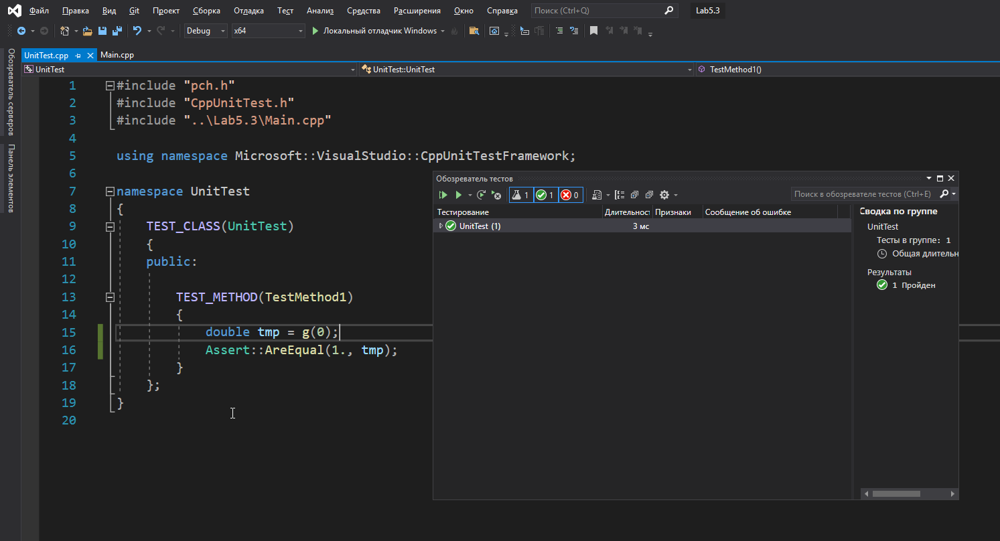 Файл Правка Вид Git Проект Сборка Отладка Тест Анализ Средства Расширения Окно Справка Поиск (Ctrl+Q) Lab5.3
Debug x64 Локальный отладчик Windows
Обозреватель серверов
Панель элементов
UnitTest.cpp Main.cpp
UnitTest UnitTest::UnitTest TestMethod1()
1 #include "pch.h"
2 #include "CppUnitTest.h"
3 #include "..\Lab5.3\Main.cpp"
4
5 using namespace Microsoft::VisualStudio::CppUnitTestFramework;
6
7 namespace UnitTest
8 {
9 TEST_CLASS(UnitTest)
10 {
11 public:
12
13 TEST_METHOD(TestMethod1)
14 {
15 double tmp = g(0);
16 Assert::AreEqual(1., tmp);
17 }
18 };
19 }
20
Обозреватель тестов
1 1 0 Поиск в обозревателе тестов (Ctrl+E)
Тестирование Длительност Признаки Сообщение об ошибке
UnitTest (1) 3 мс
Сводка по группе
UnitTest
Тесты в группе: 1
Общая длительн
Результаты
1 Пройден